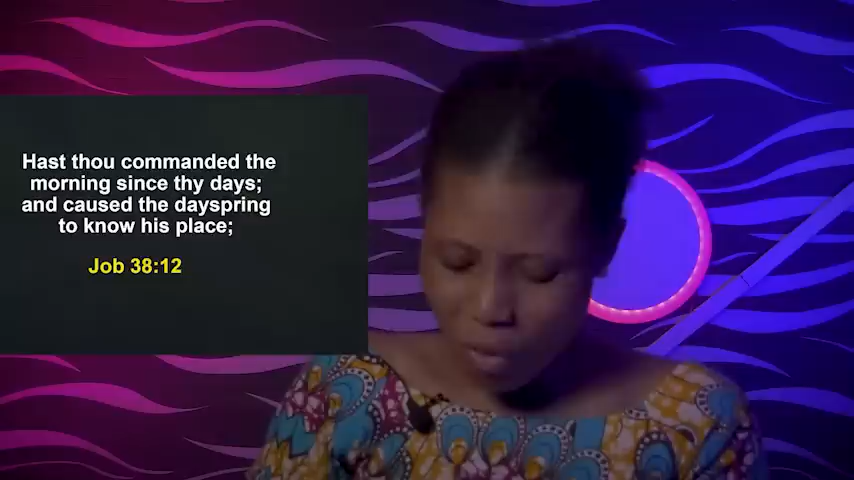 Hast thou commanded the
morning since thy days;
and caused the dayspring
to know his place;
Job 38:12